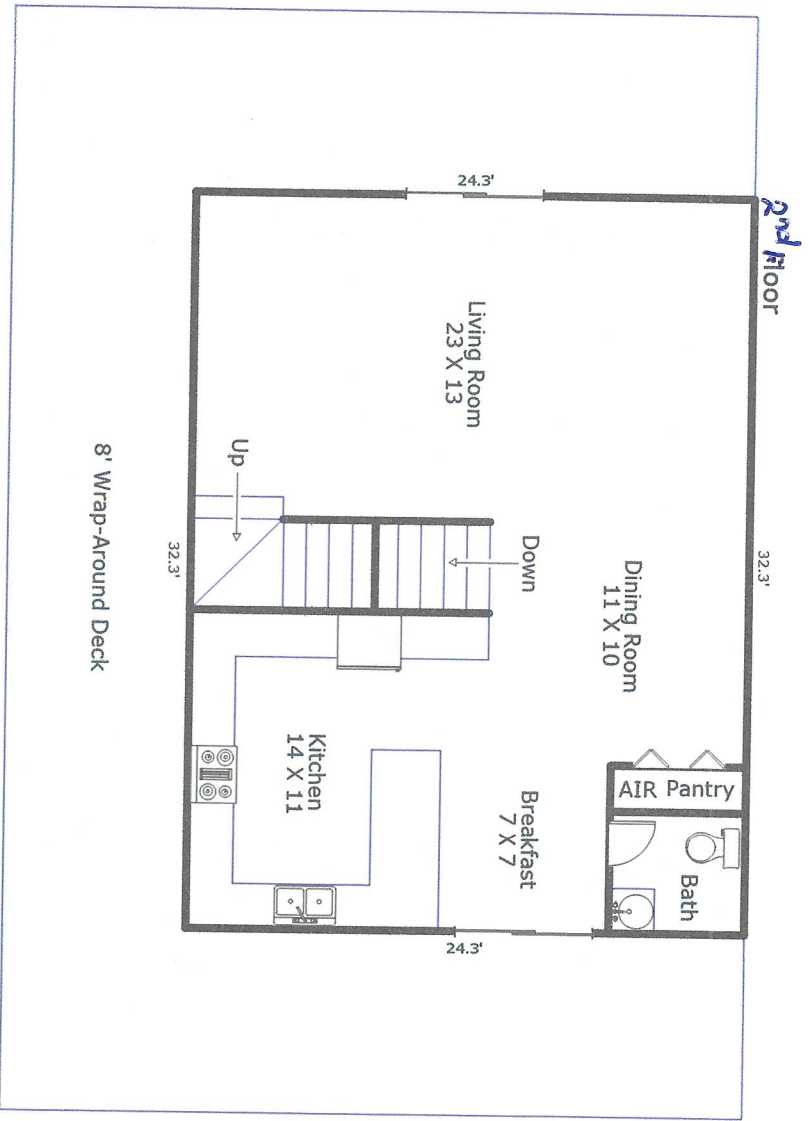 2nd Floor
24.3'
32.3'
Living Room
23 X 13
Dining Room
11 X 10
Up
Down
AIR Pantry
Bath
Breakfast
7 X 7
Kitchen
14 X 11
32.3'
24.3'
8' Wrap-Around Deck